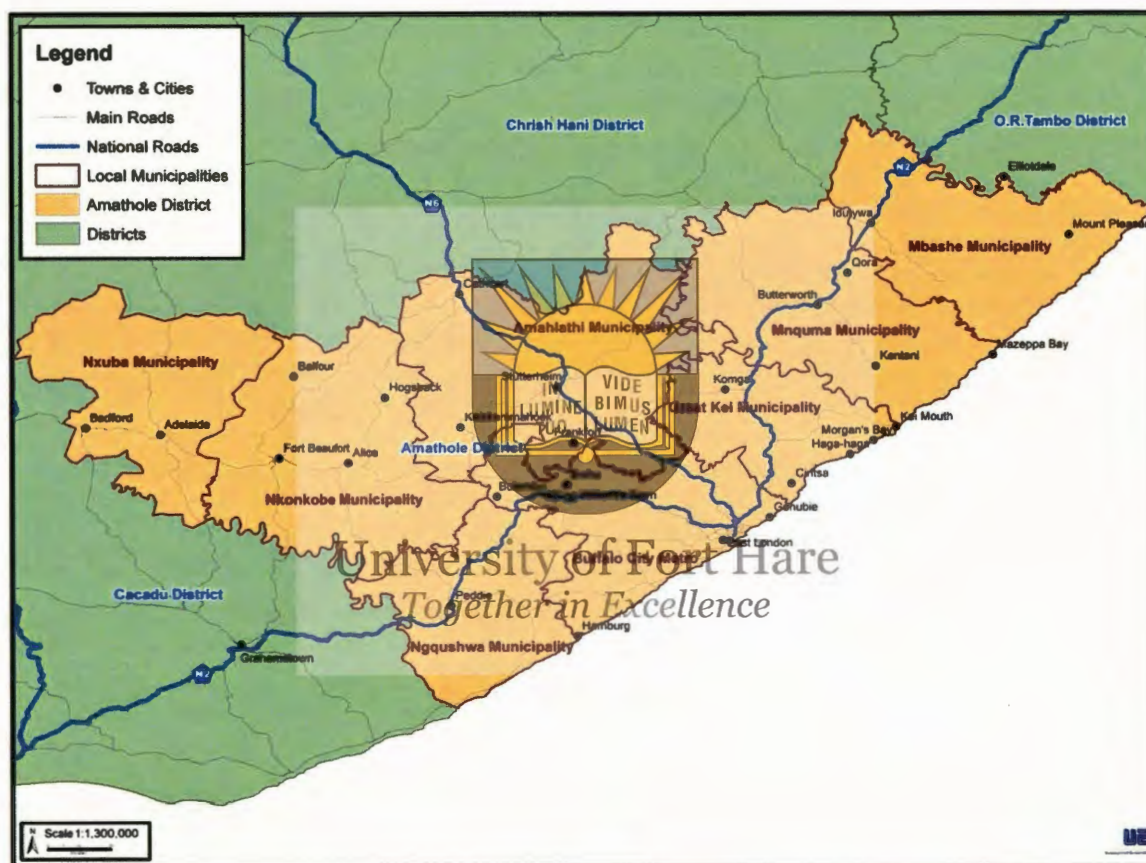 Legend
Towns & Cities
Main Roads
National Roads
Local Municipalities
Amathole District
Districts
Chrish Hani District
O.R.Tambo District
N2
Elliotdale
N6
Idutywa
Mount Pleasa
Mbashe Municipality
Qora
Cathcart
Butterworth
Amahlathi Municipality
Mnquma Municipality
Nxuba Municipality
Mazeppa Bay
Balfour
Kentani
Stutterheim
Komga
Hogsback
VIDE
IN
BIMUS
LUMINE
LUMEN
TUO
Great Kei Municipality
Kei Mouth
Bedford
Adelaide
Keiskammahoek
Morgan's Bay
Frankfort
Haga-haga
Amathole District
Fort Beaufort
Alice
Cintsa
Nkonkobe Municipality
Gonubie
East London
University of Fort Hare
Buffalo City Metro
Cacadu District
Together in Excellence
Peddie
Hamburg
Grahamstown
Ngqushwa Municipality
N2
N
Scale 1:1,300,000